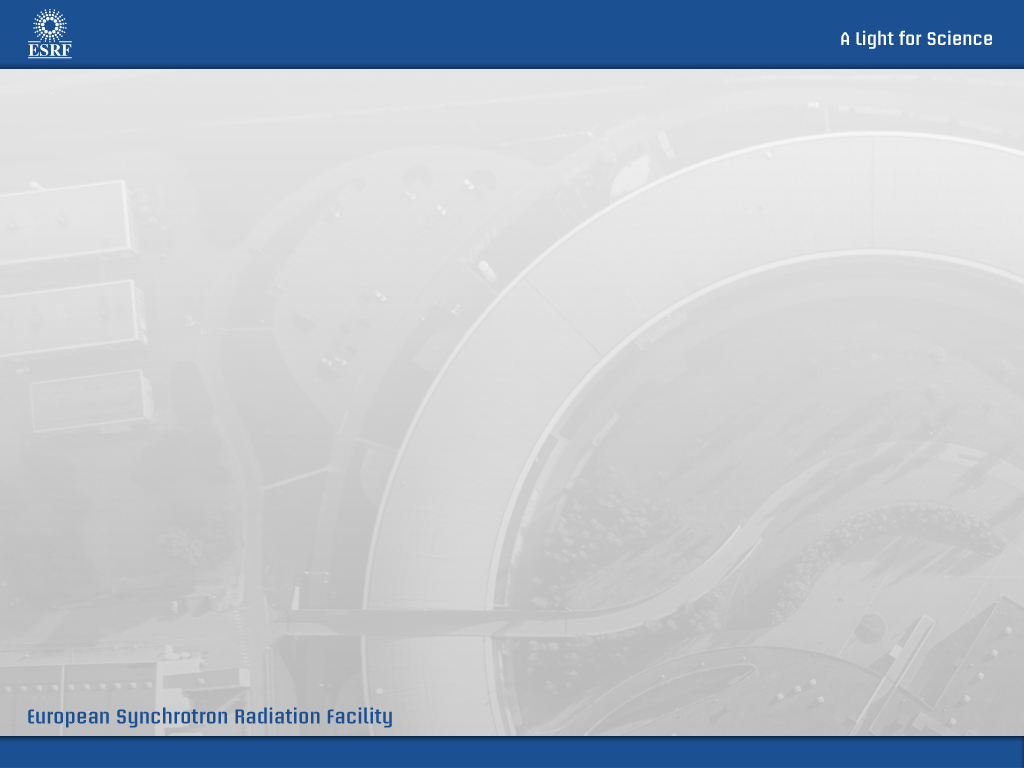 ESRF
A Light for Science
European Synchrotron Radiation Facility